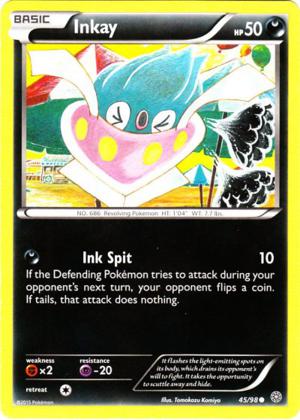 BASIC
Inkay
HP 50
NO. 686 Revolving Pokémon HT: 1'04" WT: 7.7 lbs.
Ink Spit 10
If the Defending Pokémon tries to attack during your
opponent's next turn, your opponent flips a coin.
If tails, that attack does nothing.
weakness
×2
resistance
-20
retreat
It flashes the light-emitting spots on
its body, which drains its opponent's
will to fight. It takes the opportunity
to scuttle away and hide.
Illus. Tomokazu Komiya
45/98
©2015 Pokémon